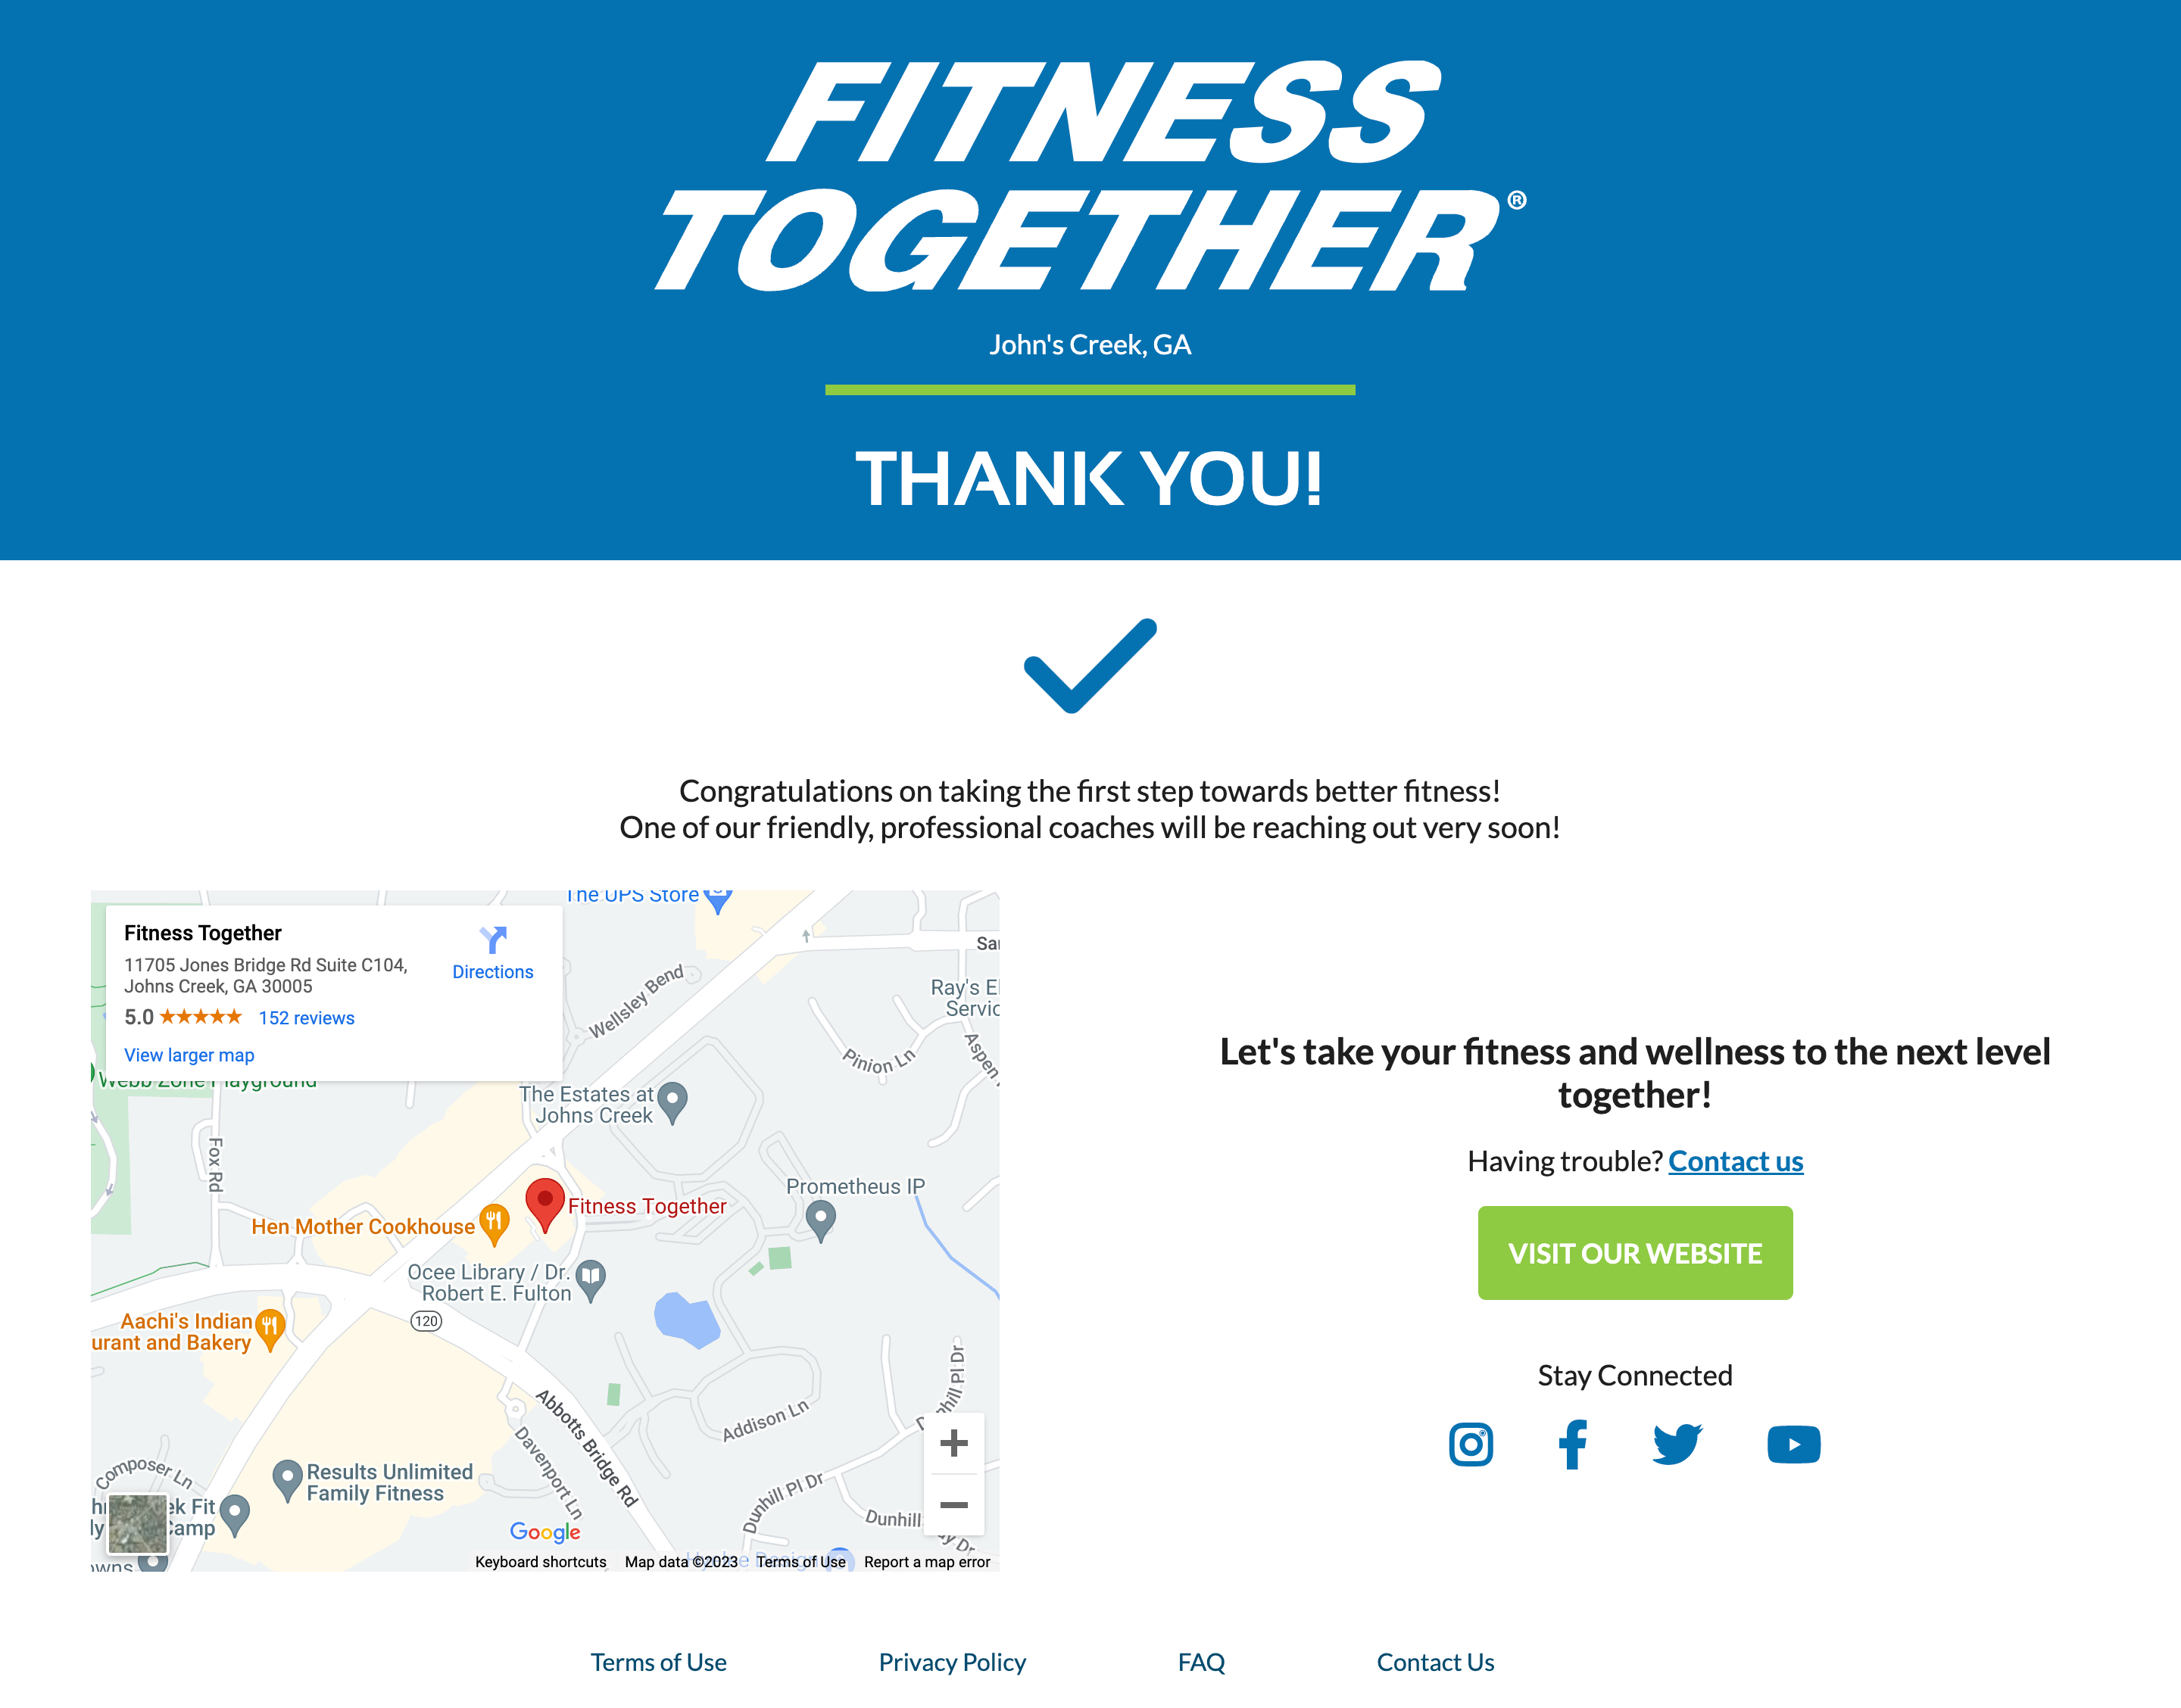 FITNESS
TOGETHER®
John's Creek, GA
THANK YOU!
Congratulations on taking the first step towards better fitness!
One of our friendly, professional coaches will be reaching out very soon!
The UPS Store
Fitness Together
11705 Jones Bridge Rd Suite C104,
Johns Creek, GA 30005
Directions
5.0 ★★★★★ 152 reviews
View larger map
Webb Zone Playground
Wellsley Bend
Ray's
Pinion Ln
Aspen
The Estates at
Johns Creek
Fox Rd
Prometheus IP
Fitness Together
Hen Mother Cookhouse
Ocee Library / Dr.
Robert E. Fulton
120
Aachi's Indian
and Bakery
Abbotts Bridge Rd
Davenport Ln
Addison Ln
Pl Dr
Composer Ln
Results Unlimited
Family Fitness
Fit
Dunhill Pl Dr
Dunhill
Dr
Google
Keyboard shortcuts
Map data ©2023
Terms of Use
Report a map error
Let's take your fitness and wellness to the next level
together!
Having trouble? Contact us
VISIT OUR WEBSITE
Stay Connected
Terms of Use
Privacy Policy
FAQ
Contact Us